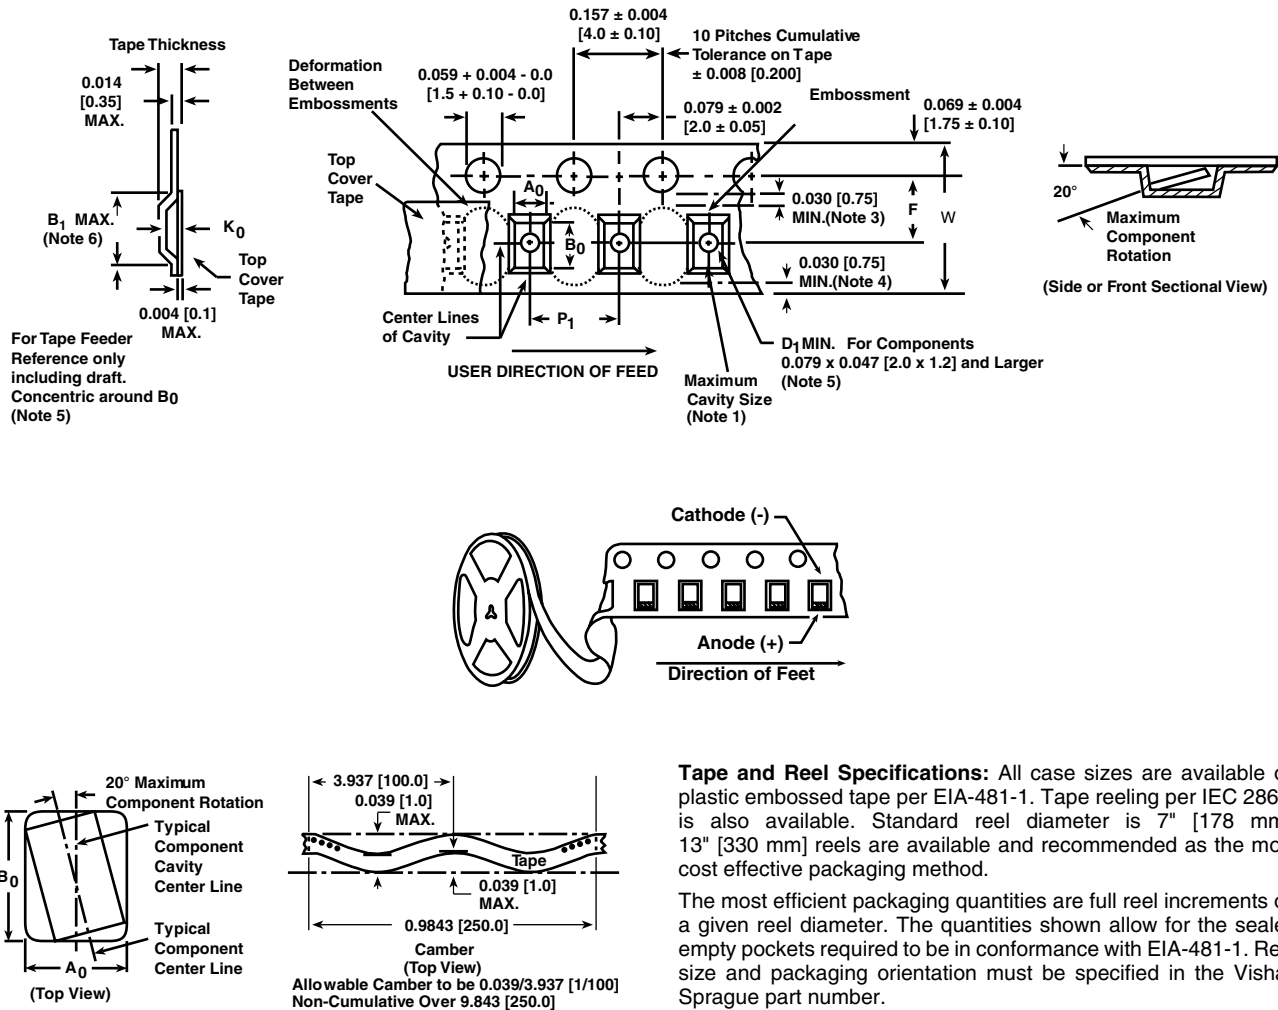 Tape Thickness
0.014
[0.35]
MAX.
Deformation
Between
Embossments
0.059 + 0.004 - 0.0
[1.5 + 0.10 - 0.0]
0.157 ± 0.004
[4.0 ± 0.10]
10 Pitches Cumulative
Tolerance on Tape
± 0.008 [0.200]
0.079 ± 0.002
[2.0 ± 0.05]
Embossment
0.069 ± 0.004
[1.75 ± 0.10]
Top
Cover
Tape
A0
B0
0.030 [0.75]
MIN.(Note 3)
F
W
0.030 [0.75]
MIN.(Note 4)
20°
Maximum
Component
Rotation
(Side or Front Sectional View)
B1 MAX.
(Note 6)
K0
Top
Cover
Tape
0.004 [0.1]
MAX.
For Tape Feeder
Reference only
including draft.
Concentric around B0
(Note 5)
Center Lines
of Cavity
P1
USER DIRECTION OF FEED
Maximum
Cavity Size
(Note 1)
D1 MIN. For Components
0.079 x 0.047 [2.0 x 1.2] and Larger
(Note 5)
Cathode (-)
Anode (+)
Direction of Feet
20° Maximum
Component Rotation
Typical
Component
Cavity
Center Line
Typical
Component
Center Line
B0
A0
(Top View)
3.937 [100.0]
0.039 [1.0]
MAX.
Tape
0.039 [1.0]
MAX.
0.9843 [250.0]
Camber
(Top View)
Allowable Camber to be 0.039/3.937 [1/100]
Non-Cumulative Over 9.843 [250.0]
Tape and Reel Specifications: All case sizes are available
plastic embossed tape per EIA-481-1. Tape reeling per IEC 286
is also available. Standard reel diameter is 7" [178 mm
13" [330 mm] reels are available and recommended as the mo
cost effective packaging method.
The most efficient packaging quantities are full reel increments
a given reel diameter. The quantities shown allow for the seale
empty pockets required to be in conformance with EIA-481-1. Re
size and packaging orientation must be specified in the Visha
Sprague part number.